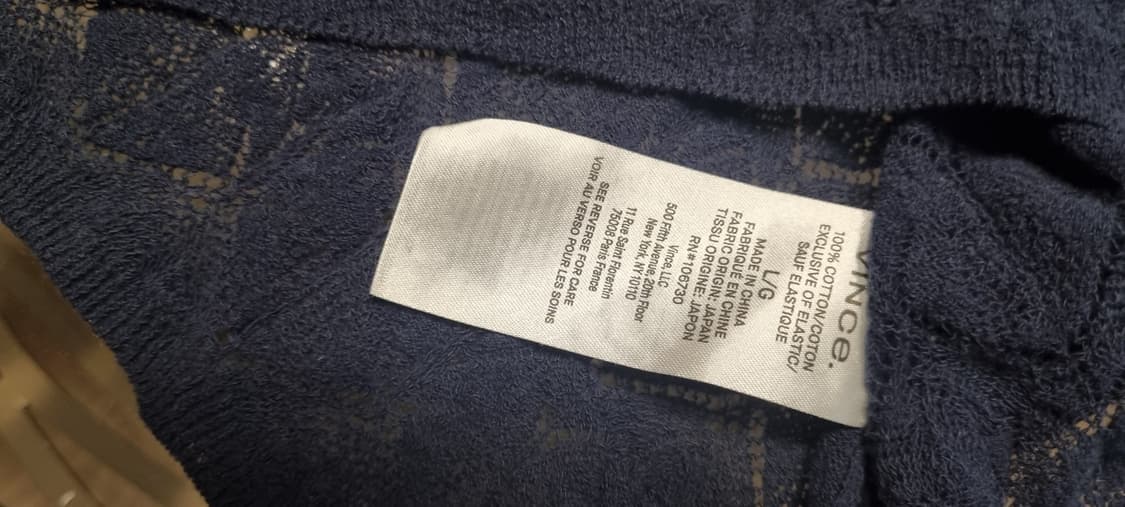 VINCE.
100% COTTON/COTON
EXCLUSIVE OF ELASTIC/
SAUF ELASTIQUE
L/G
MADE IN CHINA
FABRIQUÉ EN CHINE
FABRIC ORIGIN: JAPAN
TISSU ORIGINE: JAPON
RN#106730
Vince, LLC
500 Fifth Avenue, 20th Floor
New York, NY 10110
11 Rue Saint Florentin
75008 Paris France
SEE REVERSE FOR CARE
VOIR AU VERSO POUR LES SOINS